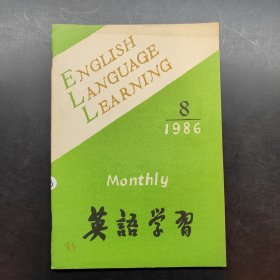 ENGLISH
LANGUAGE
LEARNING
8
1986
Monthly
英語学習